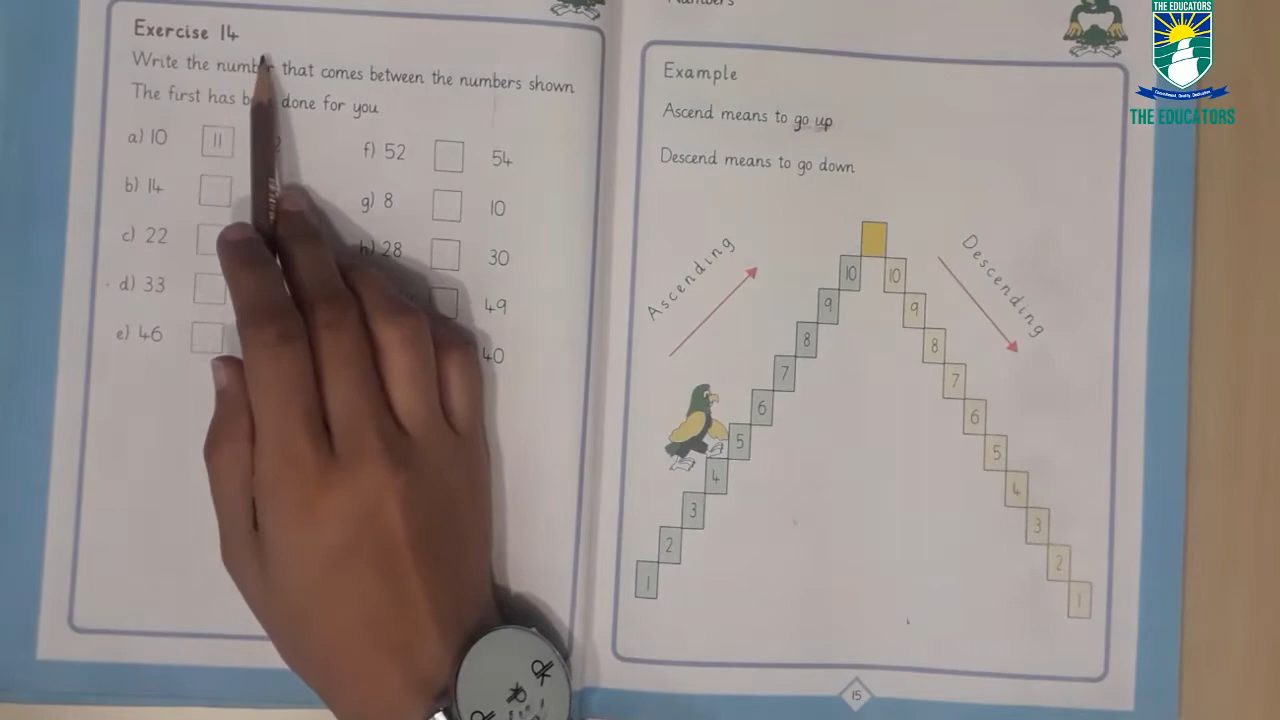 Exercise 14
Write the number that comes between the numbers shown
The first has done for you
a) 10 11
b) 14
c) 22
d) 33
e) 46
f) 52 54
g) 8 10
h) 28 30
49
40
Numbers
Example
Ascend means to go up
Descend means to go down
Ascending
Descending
10 10
9 9
8 8
7 7
6 6
5 5
4 4
3 3
2 2
1 1
15
THE EDUCATORS
THE EDUCATORS